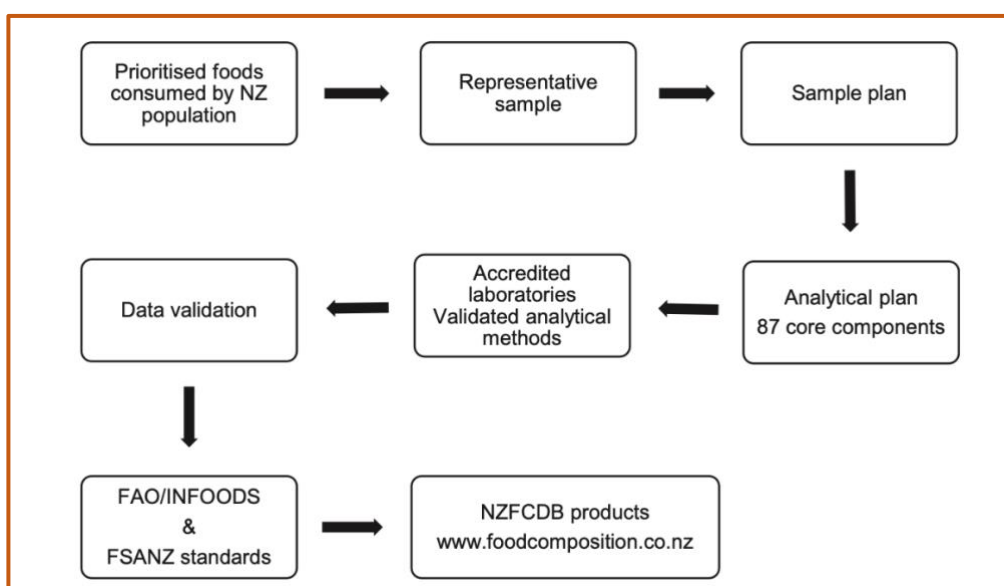 Prioritised foods
consumed by NZ
population
Representative
sample
Sample plan
Analytical plan
87 core components
Accredited
laboratories
Validated analytical
methods
Data validation
FAO/INFOODS
&
FSANZ standards
NZFCDB products
www.foodcomposition.co.nz